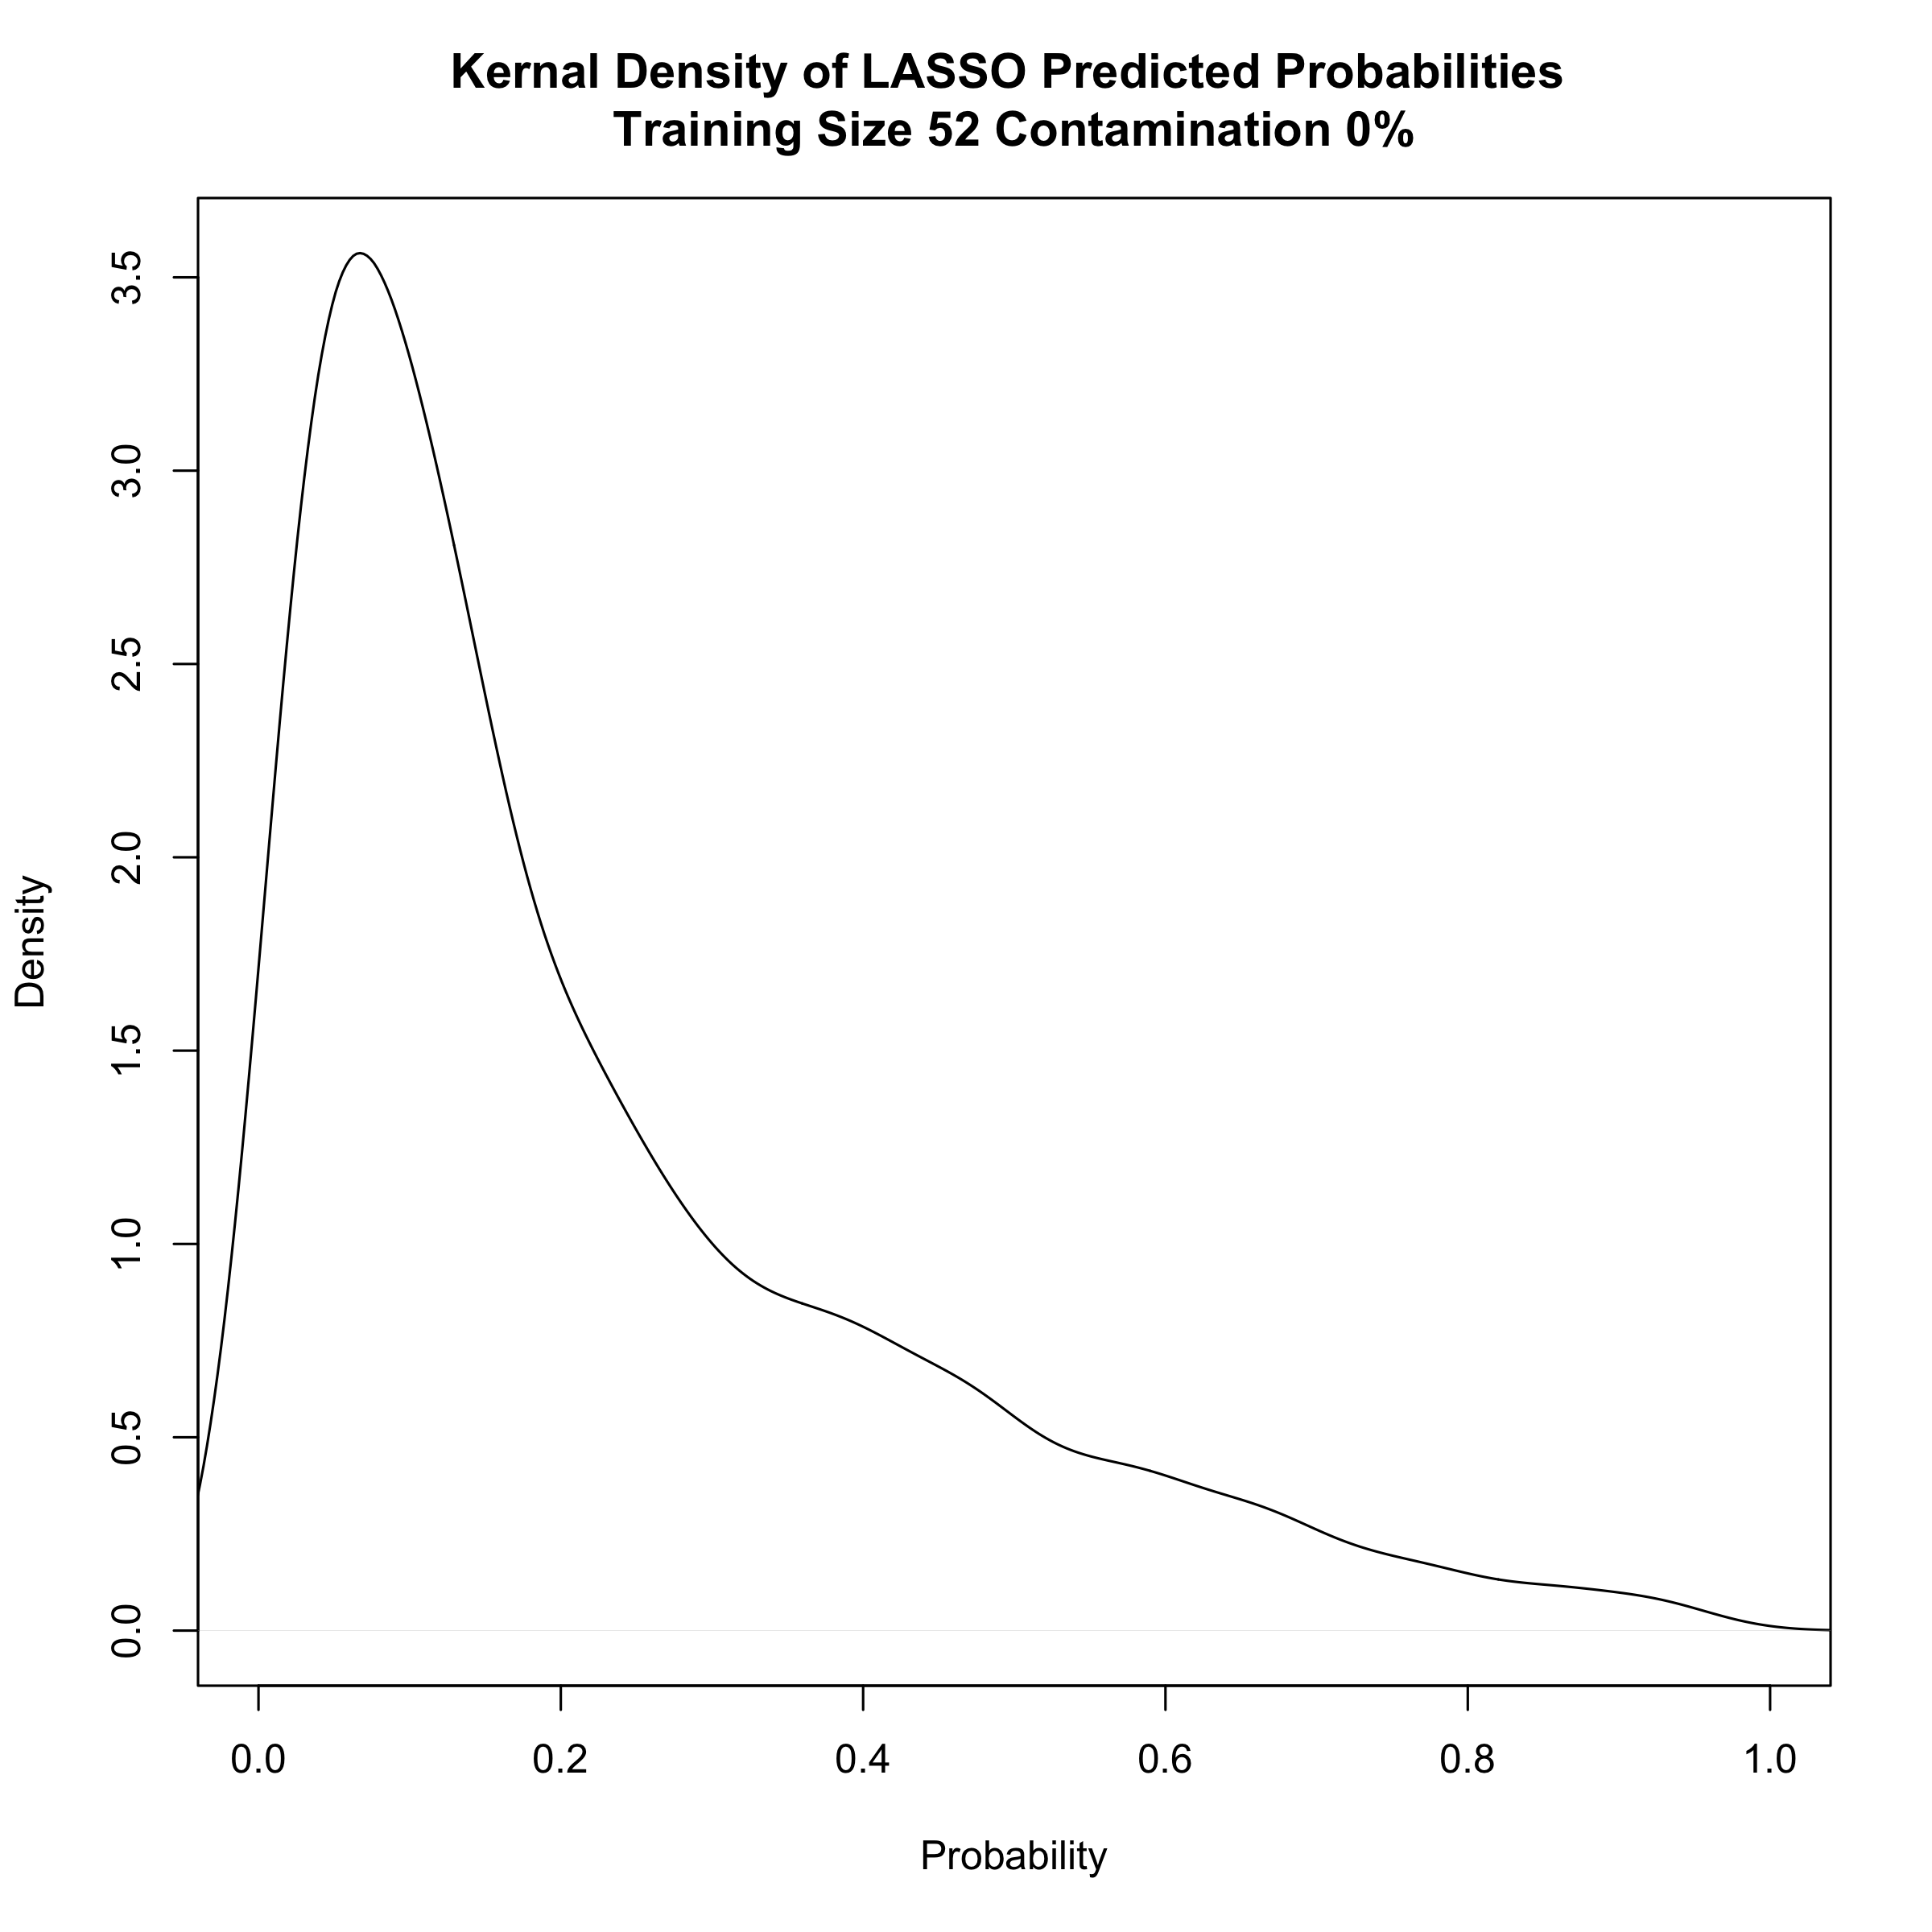 Kernal Density of LASSO Predicted Probabilities
Training Size 52 Contamination 0%
Density
3.5
3.0
2.5
2.0
1.5
1.0
0.5
0.0
0.0 0.2 0.4 0.6 0.8 1.0
Probability